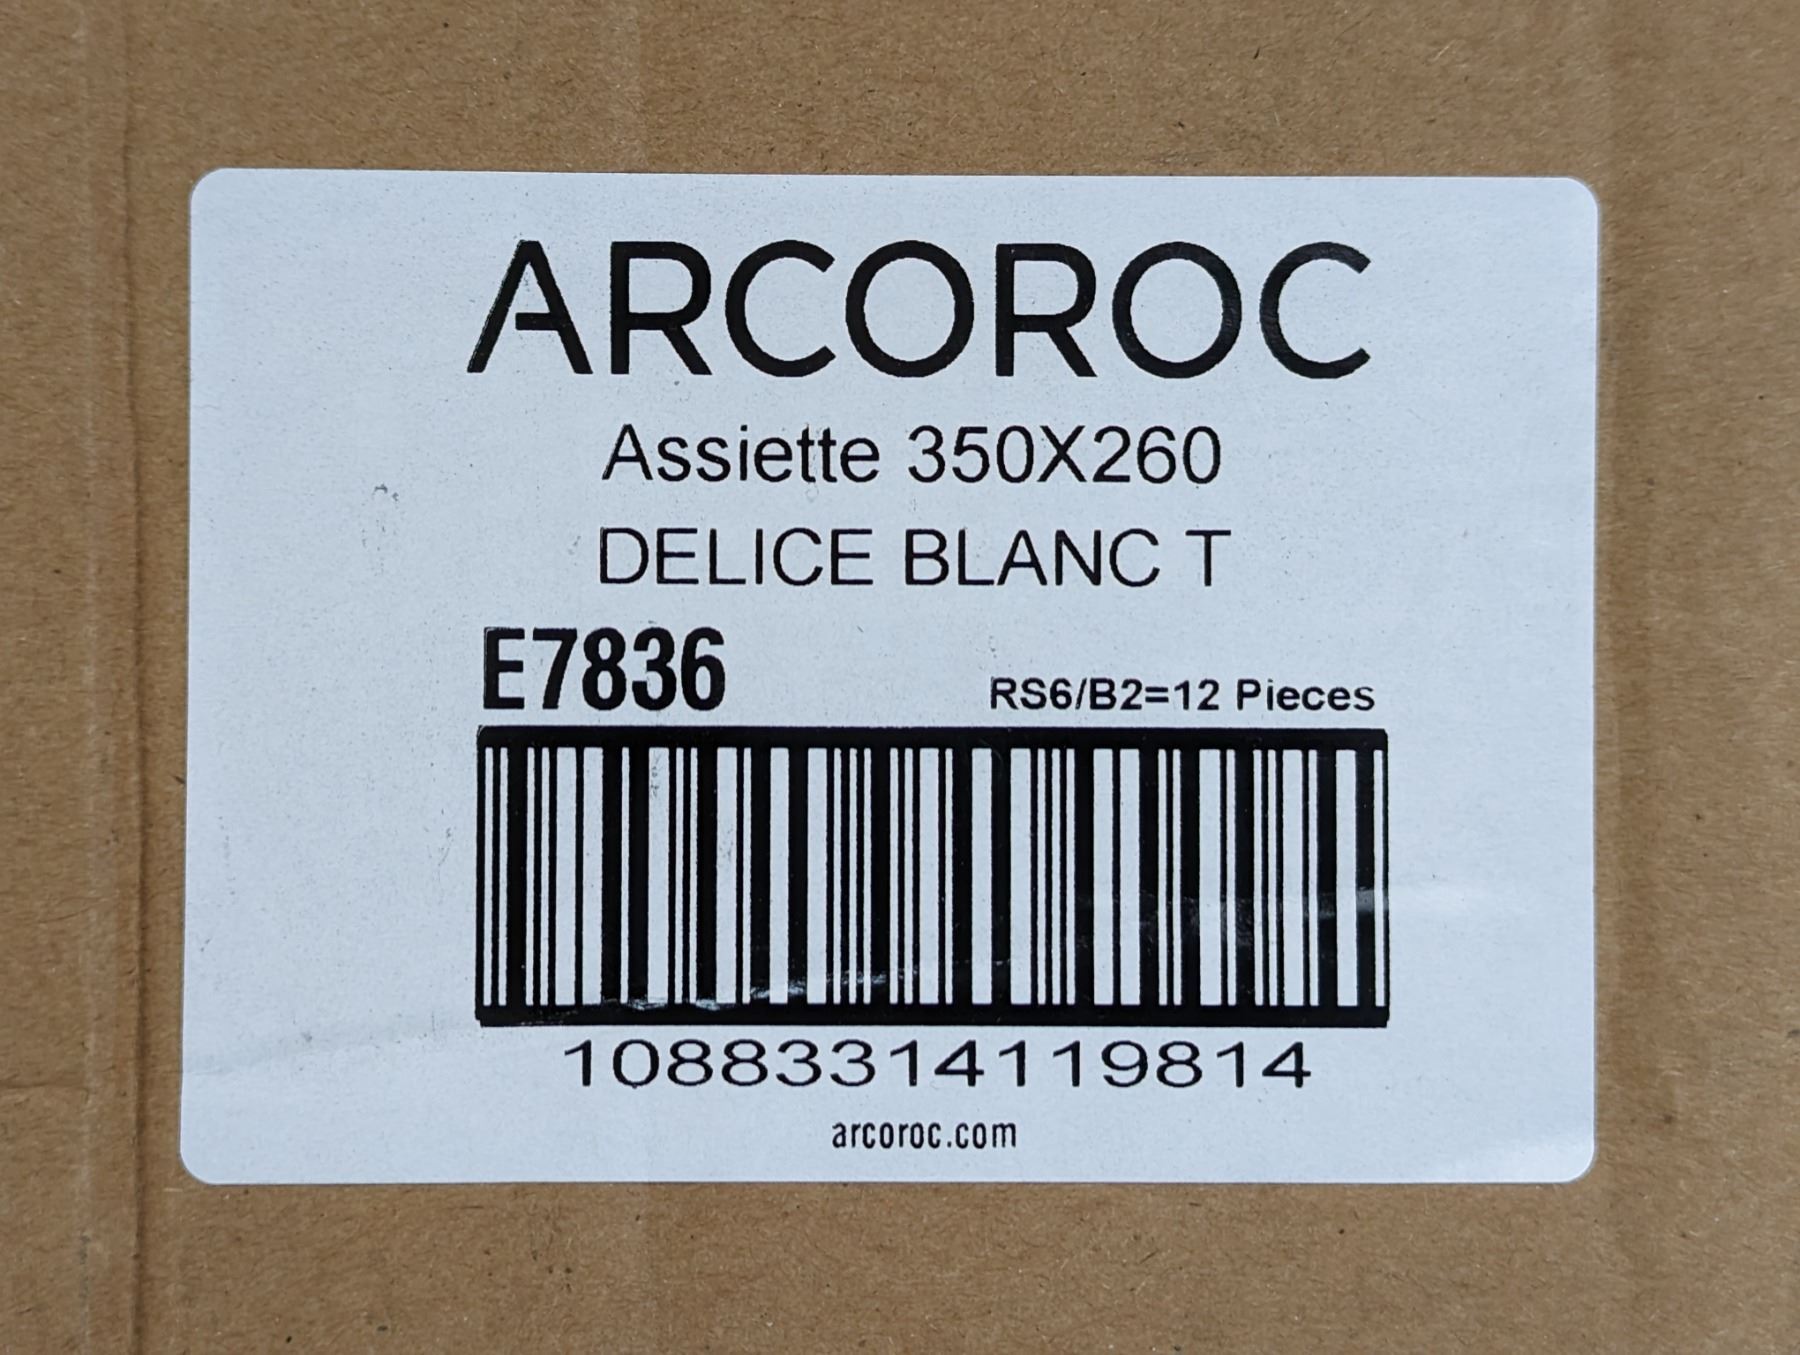 ARCOROC
Assiette 350X260
DELICE BLANC T
E7836
RS6/B2=12 Pieces
10883314119814
arcoroc.com